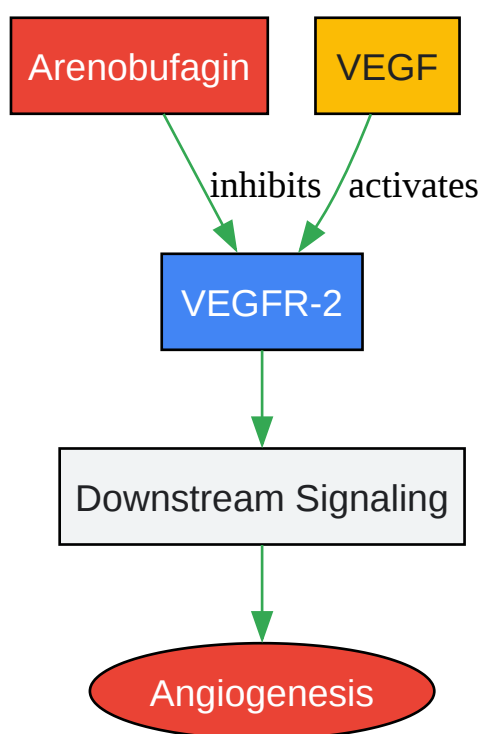 Arenobufagin
VEGF
inhibits
activates
VEGFR-2
Downstream Signaling
Angiogenesis